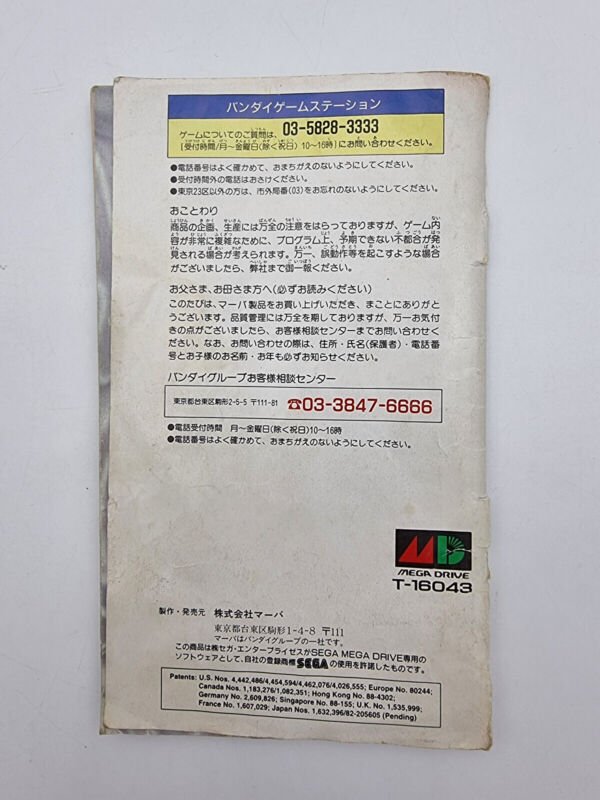 バンダイゲームステーション
ゲームについてのご質問は、 03-5828-3333
[受付時間/月〜金曜日(除く祝日) 10〜16時]にお問い合わせください。
●電話番号はよく確かめて、おまちがえのないようにしてください。
●受付時間外の電話はおさけください。
●東京23区以外の方は、市外局番(03)をお忘れのないようにしてください。
おことわり
商品の企画、生産には万全の注意をはらっておりますが、ゲーム内
容が非常に複雑なために、プログラム上、予期できない不都合が発
見される場合が考えられます。万一、誤動作等を起こすような場合
がございましたら、弊社まで御一報ください。
お父さま、お母さま方へ(必ずお読みください)
このたびは、マーバ製品をお買い上げいただき、まことにありがと
うございます。品質管理には万全を期しておりますが、万一お気付
きの点がございましたら、お客様相談センターまでお問い合わせく
ださい。なお、お問い合わせの際は、住所・氏名(保護者)・電話番
号とお子様のお名前・お年も必ずお知らせください。
バンダイグループお客様相談センター
東京都台東区駒形2-5-5 〒111-81 ☎03-3847-6666
●電話受付時間 月〜金曜日(除く祝日)10〜16時
●電話番号はよく確かめて、おまちがえのないようにしてください。
MD
MEGA DRIVE
T-16043
製作・発売元 株式会社マーバ
東京都台東区駒形1-4-8 〒111
マーバはバンダイグループの一社です。
この商品は㈱セガ・エンタープライゼスがSEGA MEGA DRIVE専用の
ソフトウェアとして、自社の登録商標SEGAの使用を許諾したものです。
Patents: U.S. Nos. 4,442,486/4,454,594/4,462,076/4,026,555; Europe No. 80244;
Canada Nos. 1,183,276/1,082,351; Hong Kong No. 88-4302;
Germany No. 2,609,826; Singapore No. 88-155; U.K. No. 1,535,999;
France No. 1,607,029; Japan Nos. 1,632,396/82-205605 (Pending)